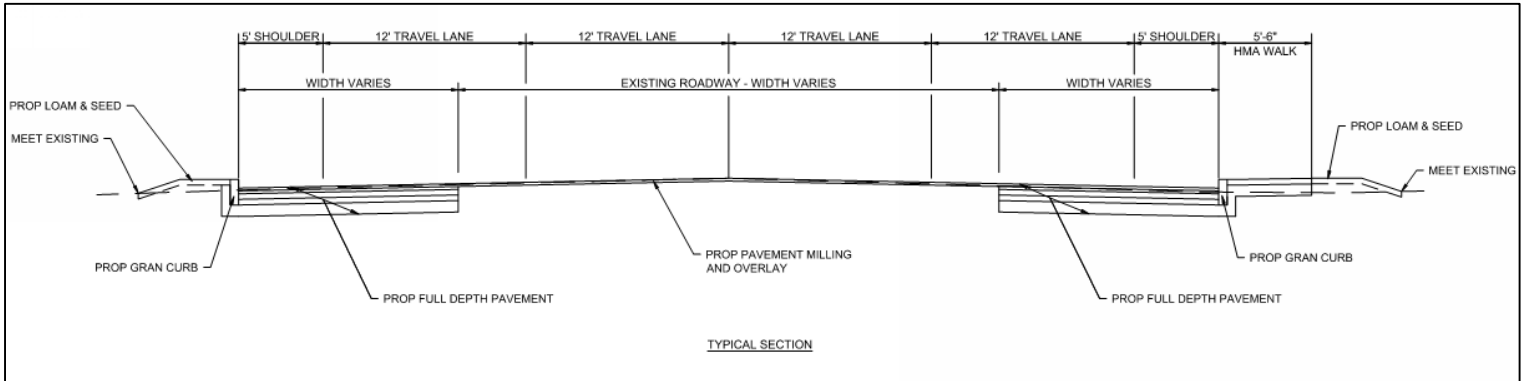 5' SHOULDER
12' TRAVEL LANE
12' TRAVEL LANE
12' TRAVEL LANE
12' TRAVEL LANE
5' SHOULDER
5'-6"
HMA WALK
WIDTH VARIES
EXISTING ROADWAY - WIDTH VARIES
WIDTH VARIES
PROP LOAM & SEED
MEET EXISTING
PROP LOAM & SEED
MEET EXISTING
PROP GRAN CURB
PROP PAVEMENT MILLING
AND OVERLAY
PROP GRAN CURB
PROP FULL DEPTH PAVEMENT
PROP FULL DEPTH PAVEMENT
TYPICAL SECTION